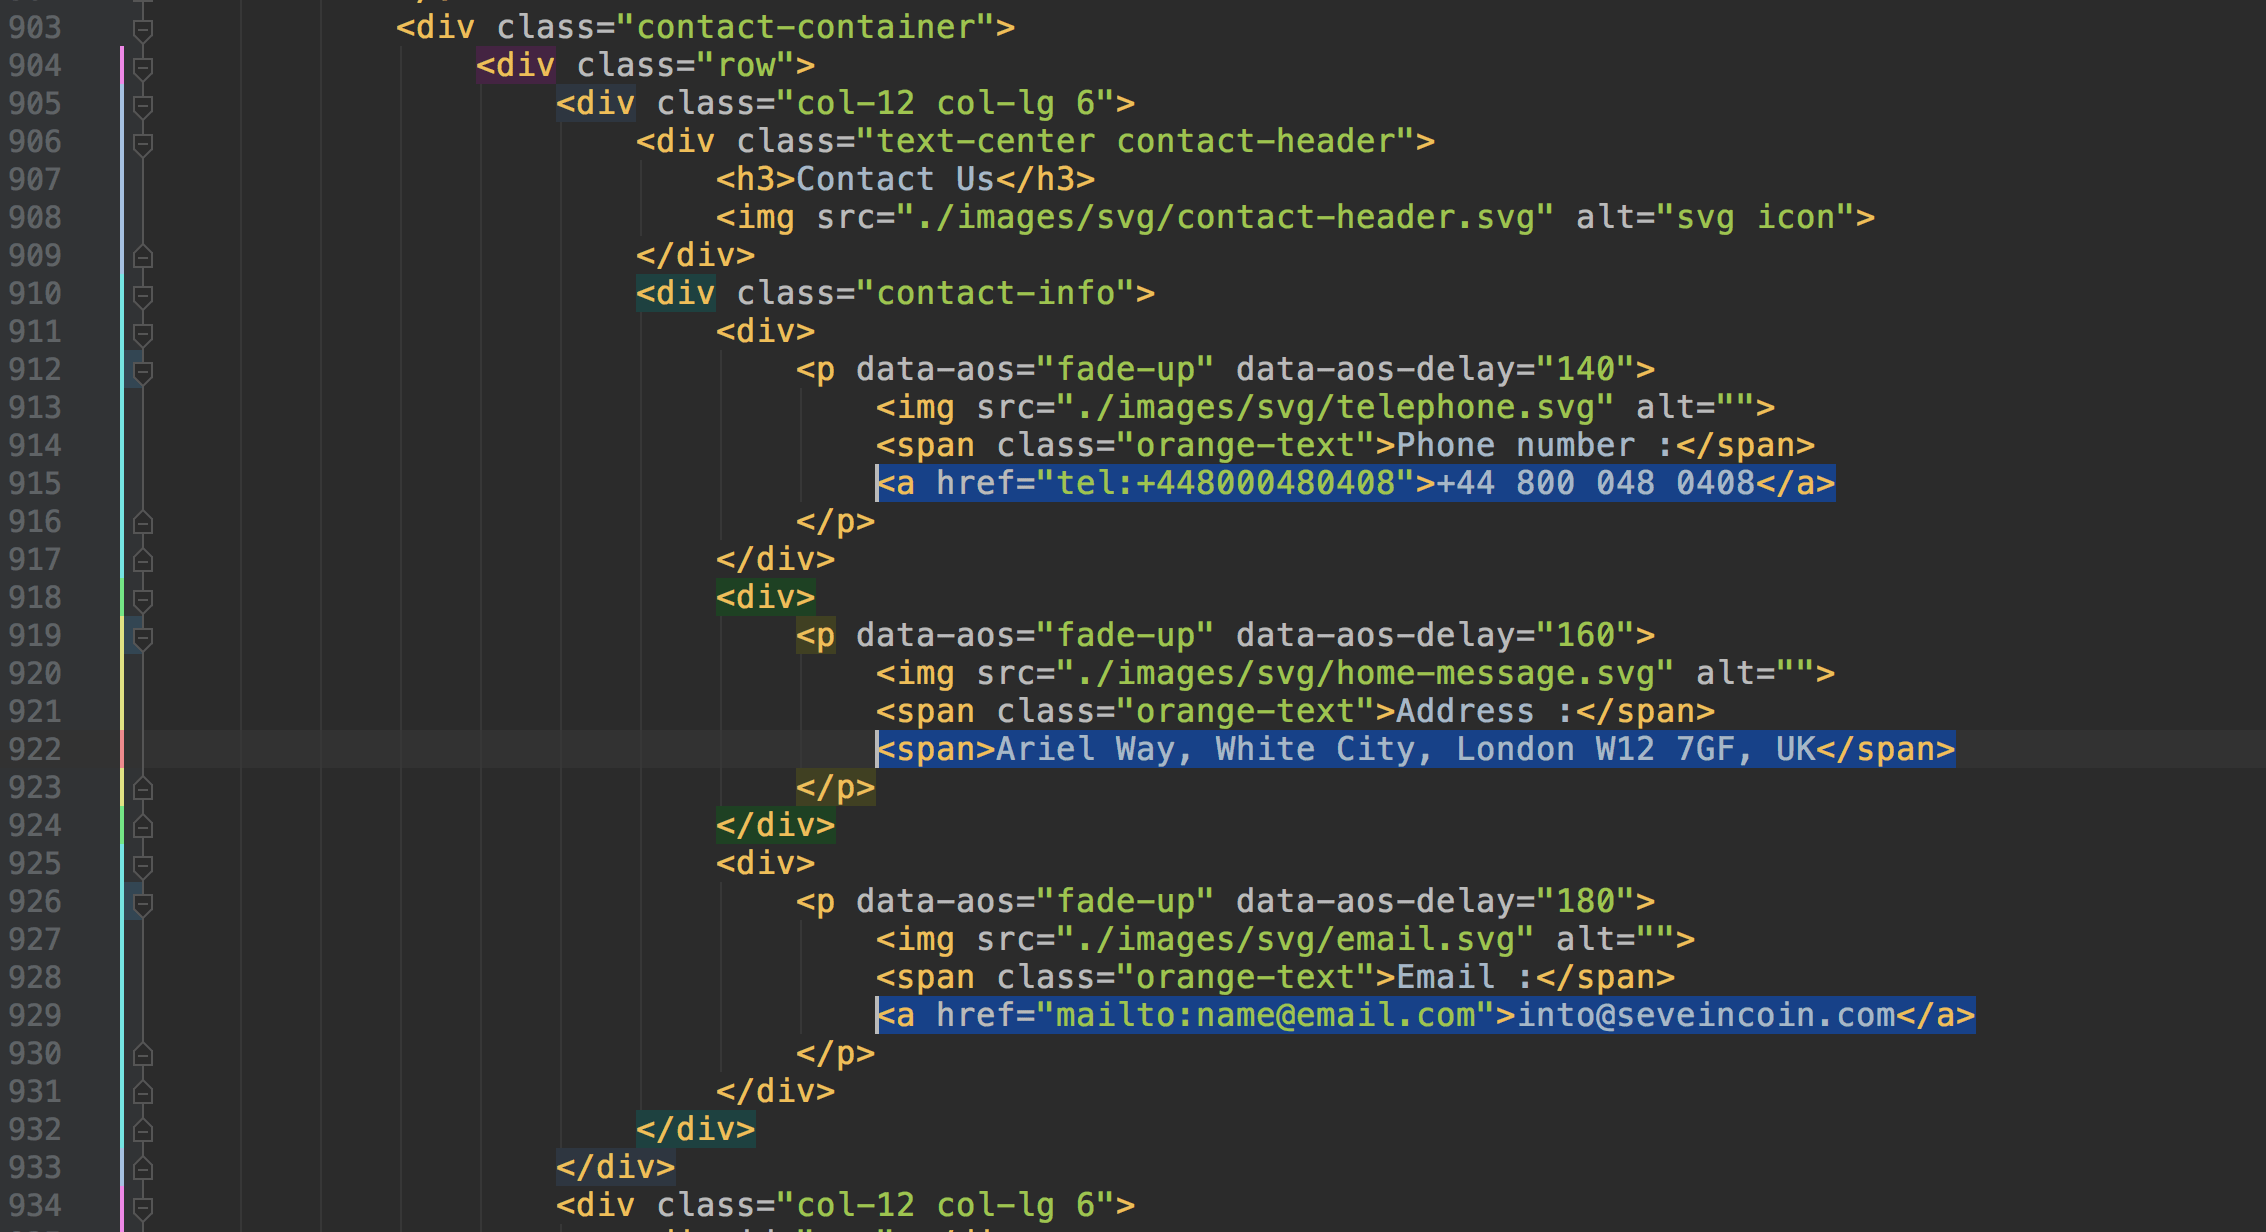 903 <div class="contact-container">
904 <div class="row">
905 <div class="col-12 col-lg 6">
906 <div class="text-center contact-header">
907 <h3>Contact Us</h3>
908 <img src="./images/svg/contact-header.svg" alt="svg icon">
909 </div>
910 <div class="contact-info">
911 <div>
912 <p data-aos="fade-up" data-aos-delay="140">
913 <img src="./images/svg/telephone.svg" alt="">
914 <span class="orange-text">Phone number :</span>
915 <a href="tel:+448000480408">+44 800 048 0408</a>
916 </p>
917 </div>
918 <div>
919 <p data-aos="fade-up" data-aos-delay="160">
920 <img src="./images/svg/home-message.svg" alt="">
921 <span class="orange-text">Address :</span>
922 <span>Ariel Way, White City, London W12 7GF, UK</span>
923 </p>
924 </div>
925 <div>
926 <p data-aos="fade-up" data-aos-delay="180">
927 <img src="./images/svg/email.svg" alt="">
928 <span class="orange-text">Email :</span>
929 <a href="mailto:name@email.com">into@seveincoin.com</a>
930 </p>
931 </div>
932 </div>
933 </div>
934 <div class="col-12 col-lg 6">